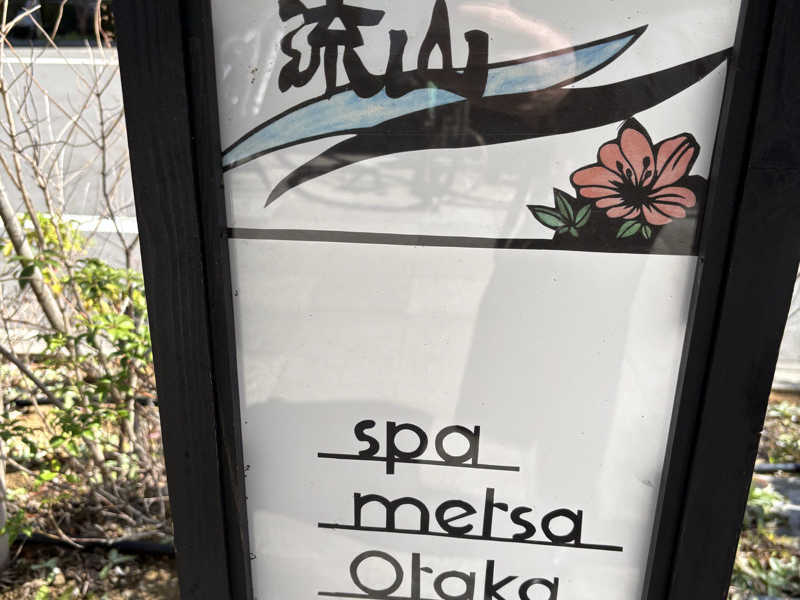 流山
spa
metsa
Otaka